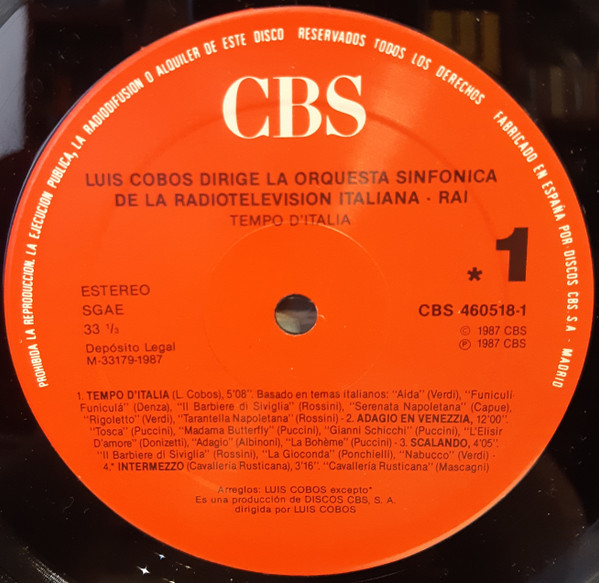 PROHIBIDA LA REPRODUCCION, LA EJECUCION PUBLICA, LA RADIODIFUSION O ALQUILER DE ESTE DISCO RESERVADOS TODOS LOS DERECHOS FABRICADO EN ESPAÑA POR DISCOS CBS S.A - MADRID
CBS
LUIS COBOS DIRIGE LA ORQUESTA SINFONICA
DE LA RADIOTELEVISION ITALIANA - RAI
TEMPO D'ITALIA
* 1
ESTEREO
SGAE
33 1/3
Depósito Legal
M-33179-1987
CBS 460518-1
© 1987 CBS
℗ 1987 CBS
1. TEMPO D'ITALIA (L. Cobos), 5'08". Basado en temas italianos: "Aida" (Verdi), "Funiculi
Funiculá" (Denza), "Il Barbiere di Siviglia" (Rossini), "Serenata Napoletana" (Capue),
"Rigoletto" (Verdi), "Tarantella Napoletana" (Rossini) - 2. ADAGIO EN VENEZZIA, 12'00".
"Tosca" (Puccini), "Madama Butterfly" (Puccini), "Gianni Schicchi" (Puccini), "L'Elisir
D'amore" (Donizetti), "Adagio" (Albinoni), "La Bohème" (Puccini) - 3. SCALANDO, 4'05".
"Il Barbiere di Siviglia" (Rossini), "La Gioconda" (Ponchielli), "Nabucco" (Verdi) -
4.* INTERMEZZO (Cavalleria Rusticana), 3'16". "Cavalleria Rusticana" (Mascagni)
Arreglos: LUIS COBOS excepto*
Es una producción de DISCOS CBS, S. A.
dirigida por LUIS COBOS